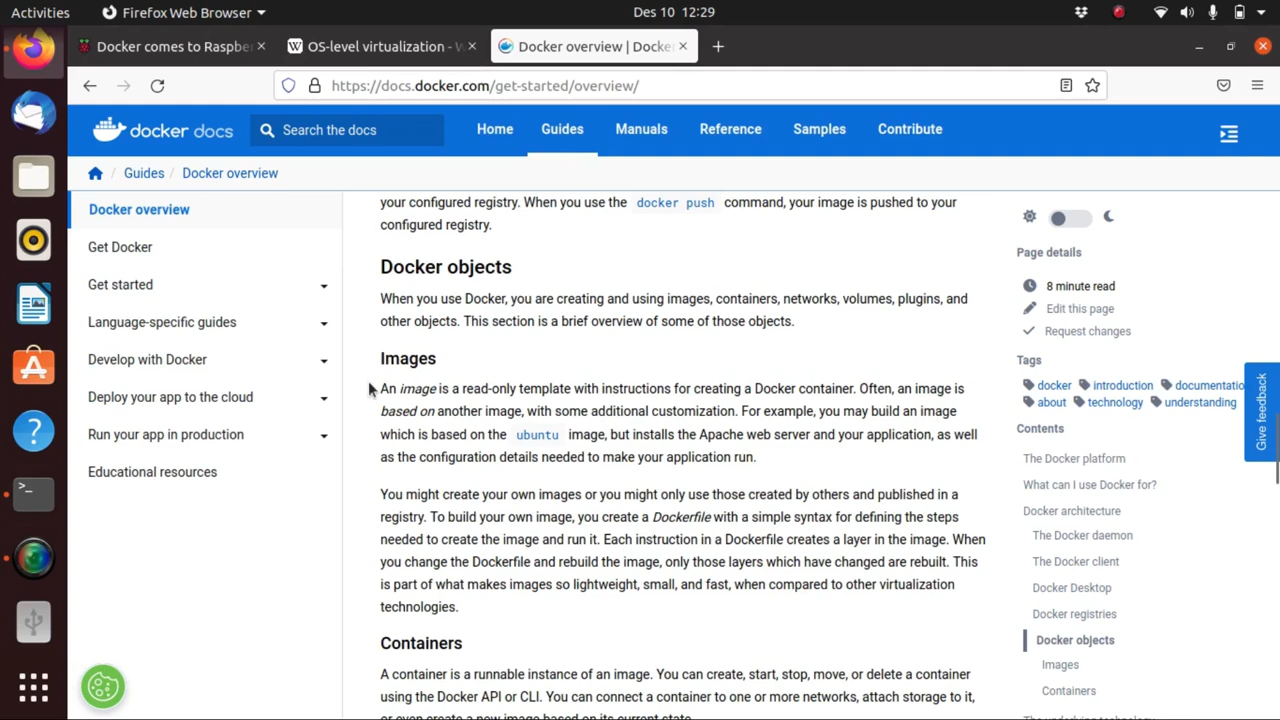 Activities
Firefox Web Browser
Des 10 12:29
Docker comes to Raspber
OS-level virtualization - W
Docker overview | Docke
https://docs.docker.com/get-started/overview/
docker docs
Search the docs
Home
Guides
Manuals
Reference
Samples
Contribute
Guides
Docker overview
Docker overview
Get Docker
Get started
Language-specific guides
Develop with Docker
Deploy your app to the cloud
Run your app in production
Educational resources
your configured registry. When you use the docker push command, your image is pushed to your
configured registry.
Docker objects
When you use Docker, you are creating and using images, containers, networks, volumes, plugins, and
other objects. This section is a brief overview of some of those objects.
Images
An image is a read-only template with instructions for creating a Docker container. Often, an image is
based on another image, with some additional customization. For example, you may build an image
which is based on the ubuntu image, but installs the Apache web server and your application, as well
as the configuration details needed to make your application run.
You might create your own images or you might only use those created by others and published in a
registry. To build your own image, you create a Dockerfile with a simple syntax for defining the steps
needed to create the image and run it. Each instruction in a Dockerfile creates a layer in the image. When
you change the Dockerfile and rebuild the image, only those layers which have changed are rebuilt. This
is part of what makes images so lightweight, small, and fast, when compared to other virtualization
technologies.
Containers
A container is a runnable instance of an image. You can create, start, stop, move, or delete a container
using the Docker API or CLI. You can connect a container to one or more networks, attach storage to it,
or even create a new image based on its current state.
Page details
8 minute read
Edit this page
Request changes
Tags
docker introduction documentatio
about technology understanding
Contents
The Docker platform
What can I use Docker for?
Docker architecture
The Docker daemon
The Docker client
Docker Desktop
Docker registries
Docker objects
Images
Containers
Give feedback